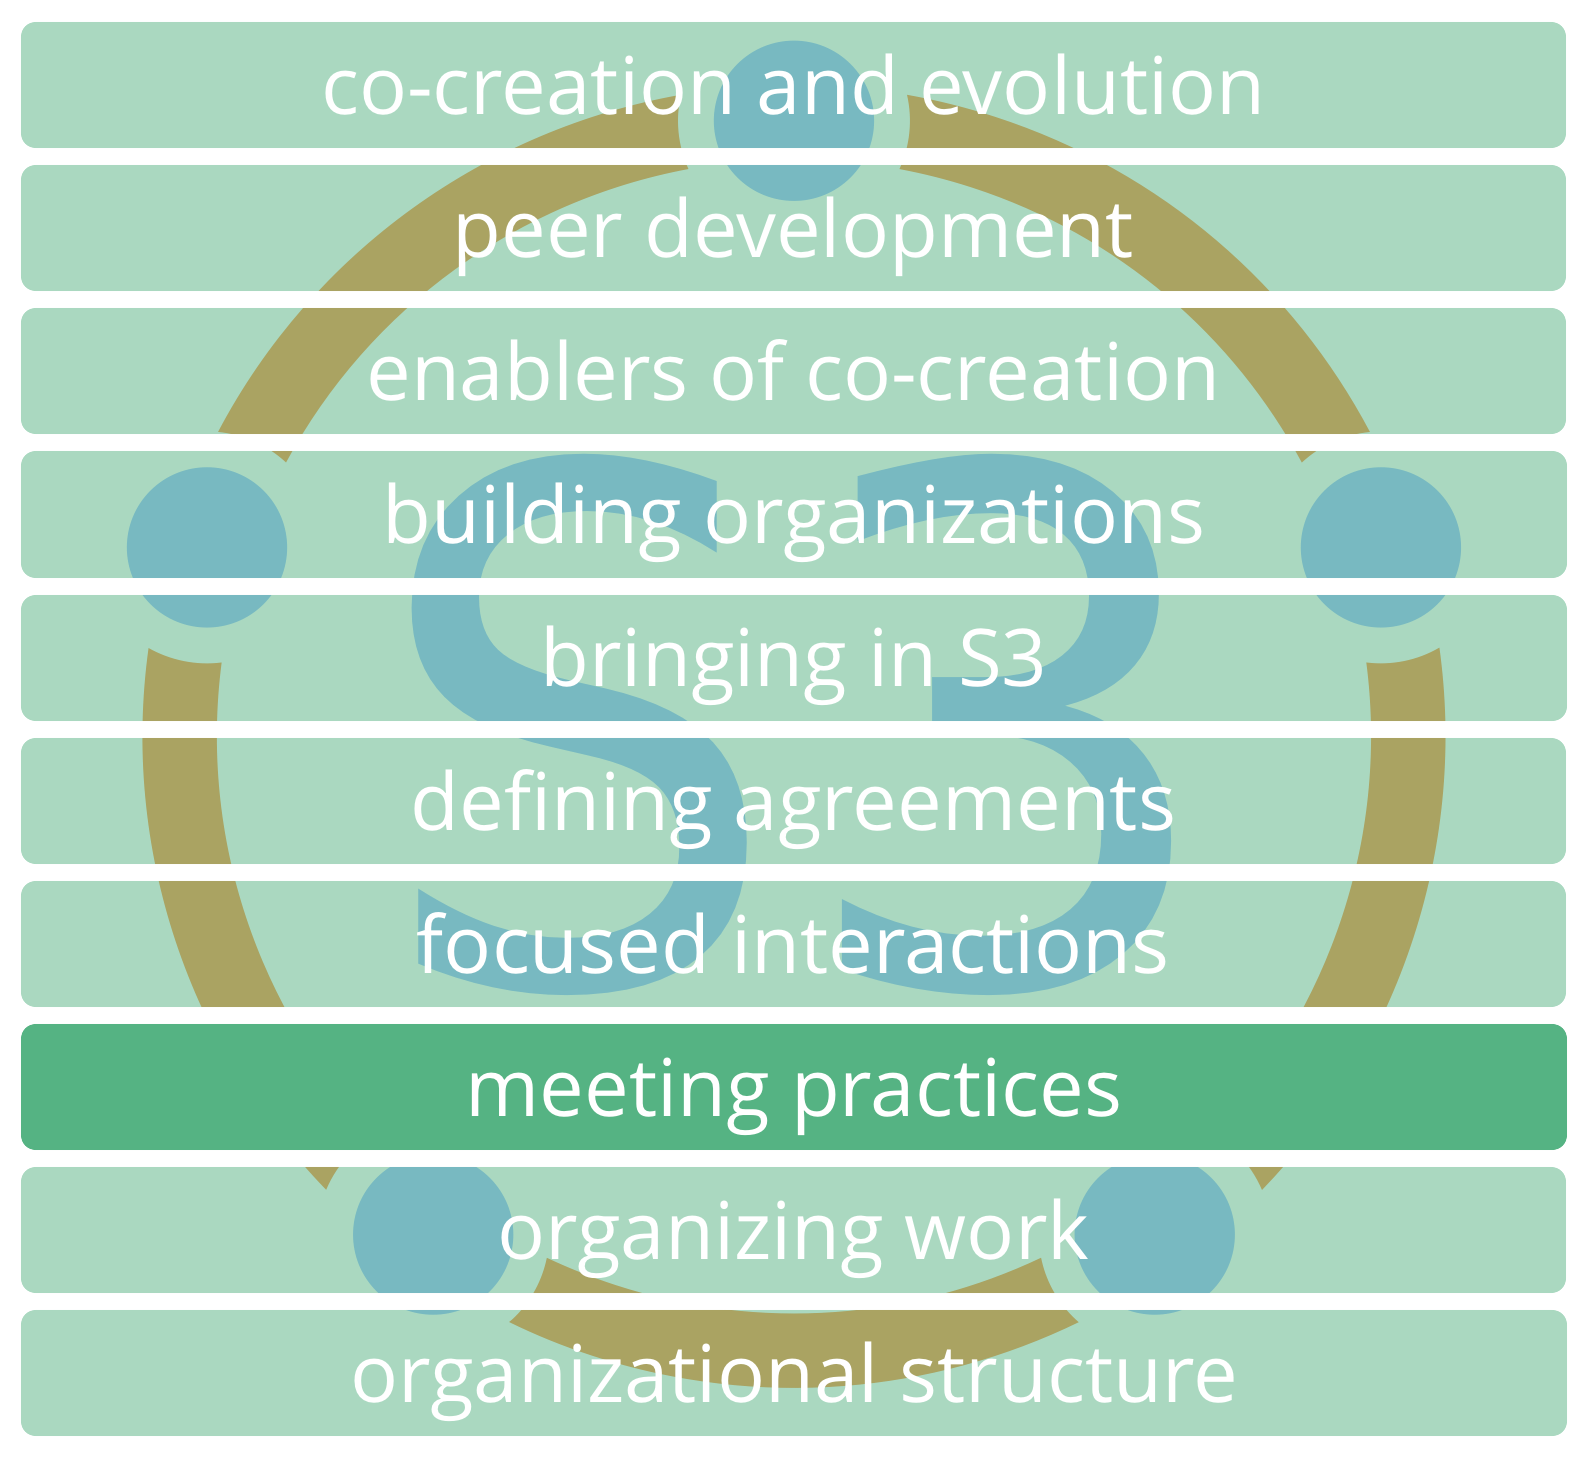 co-creation and evolution
peer development
enablers of co-creation
building organizations
bringing in S3
defining agreements
focused interactions
meeting practices
organizing work
organizational structure
S3